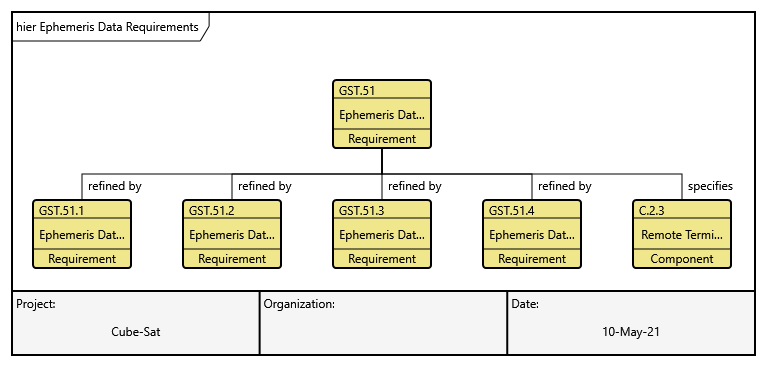 hier Ephemeris Data Requirements
GST.51
Ephemeris Dat...
Requirement
refined by
refined by
refined by
refined by
specifies
GST.51.1
Ephemeris Dat...
Requirement
GST.51.2
Ephemeris Dat...
Requirement
GST.51.3
Ephemeris Dat...
Requirement
GST.51.4
Ephemeris Dat...
Requirement
C.2.3
Remote Termi...
Component
Project:
Cube-Sat
Organization:
Date:
10-May-21